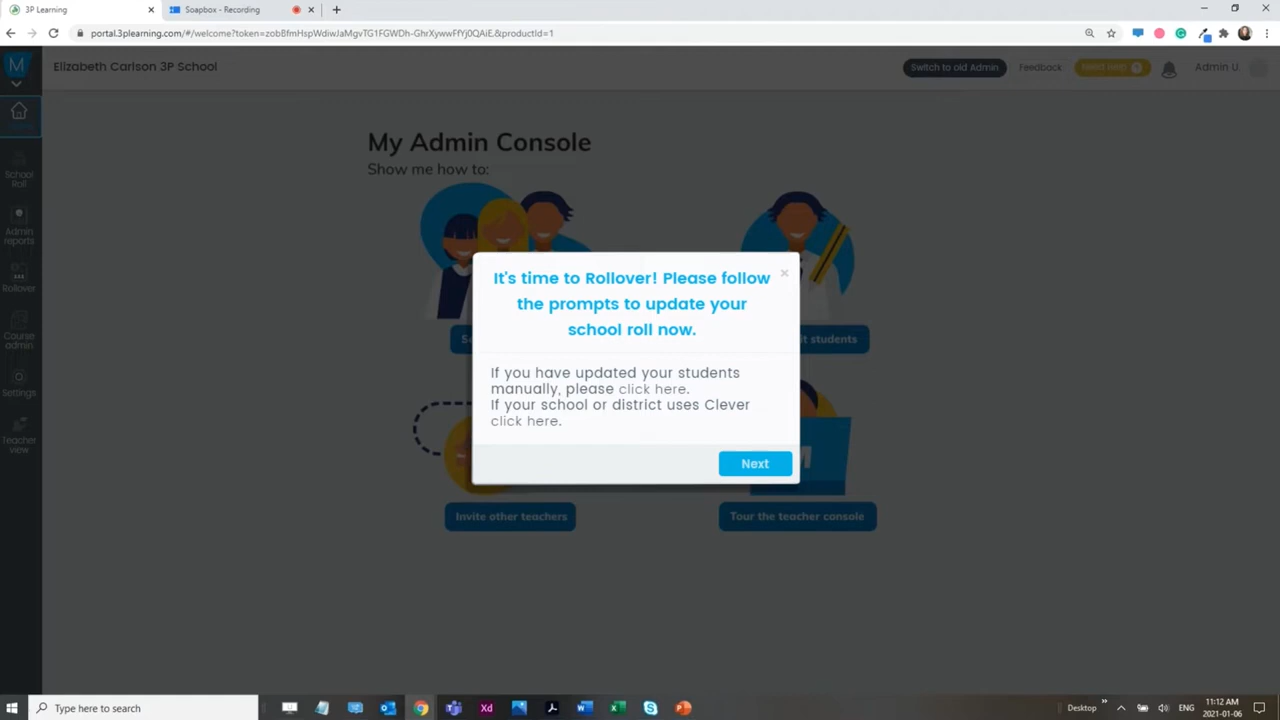 3P Learning
Soapbox - Recording
portal.3plearning.com/#/welcome?token=zobBfmHspWdiwJaMgvTG1FGWDh-GhrXywwFfYj0QAiE.&productId=1
M
Elizabeth Carlson 3P School
Switch to old Admin
Feedback
Need Help ?
Admin U.
School
Roll
Admin
reports
Rollover
Course
admin
Settings
Teacher
view
My Admin Console
Show me how to:
It's time to Rollover! Please follow
the prompts to update your
school roll now.
If you have updated your students
manually, please click here.
If your school or district uses Clever
click here.
Next
it students
Invite other teachers
Tour the teacher console
Type here to search
Desktop
ENG
11:12 AM
2021-01-06